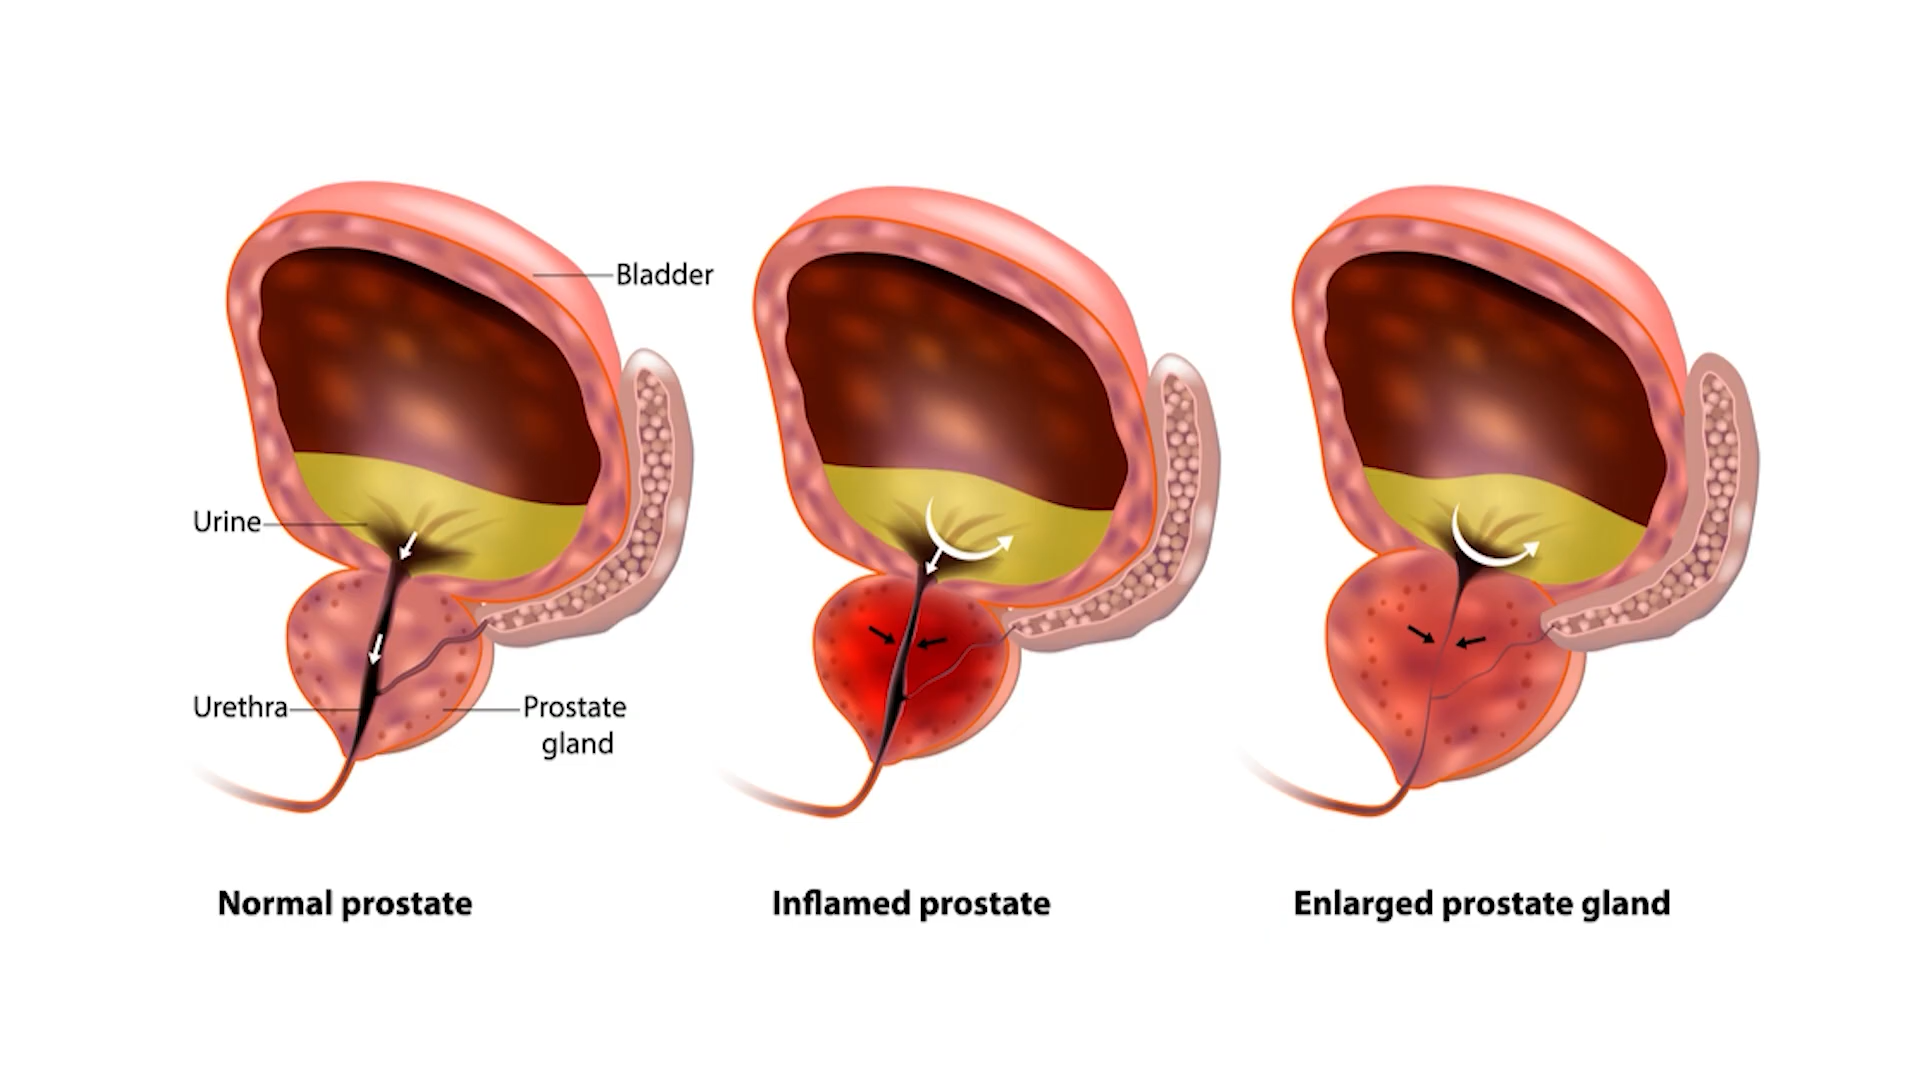 Bladder
Urine
Urethra
Prostate
gland
Normal prostate
Inflamed prostate
Enlarged prostate gland